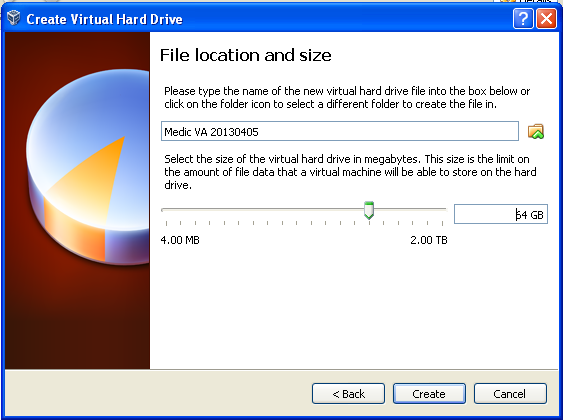 Details
Create Virtual Hard Drive
File location and size
Please type the name of the new virtual hard drive file into the box below or
click on the folder icon to select a different folder to create the file in.
Medic VA 20130405
Select the size of the virtual hard drive in megabytes. This size is the limit on
the amount of file data that a virtual machine will be able to store on the hard
drive.
64 GB
4.00 MB 2.00 TB
< Back Create Cancel